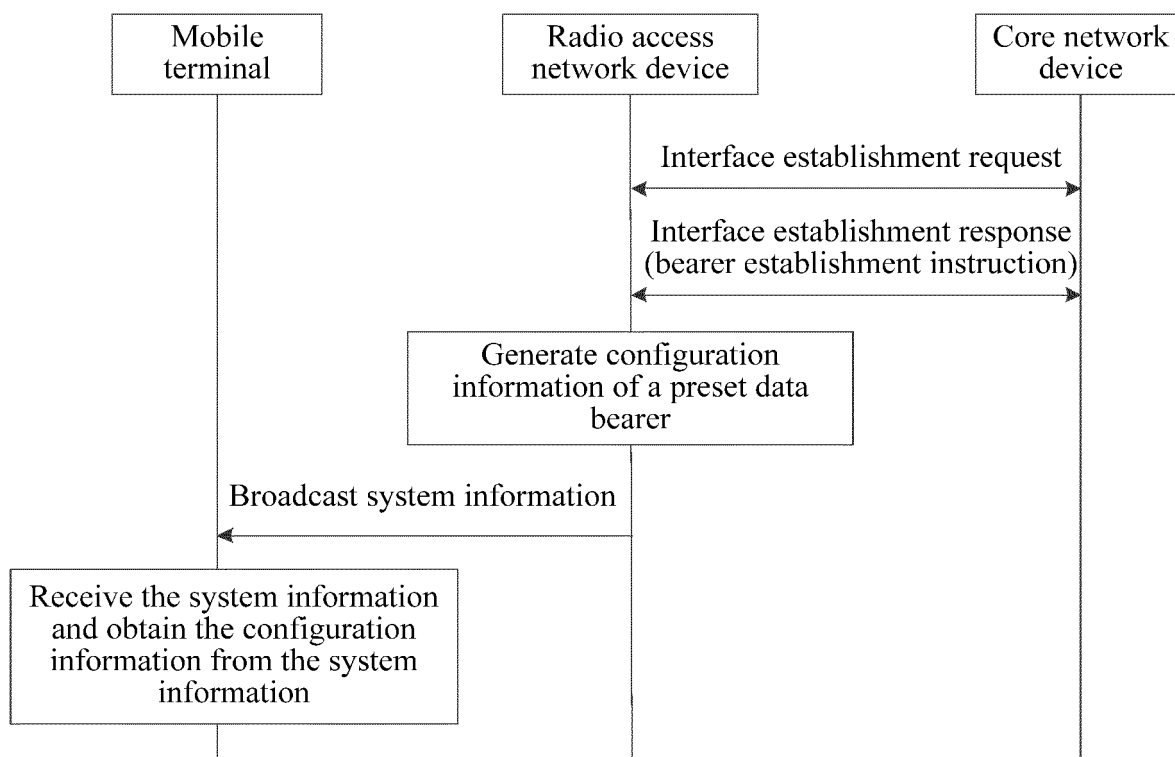 Mobile
terminal
Radio access
network device
Core network
device
Interface establishment request
Interface establishment response
(bearer establishment instruction)
Generate configuration
information of a preset data
bearer
Broadcast system information
Receive the system information
and obtain the configuration
information from the system
information